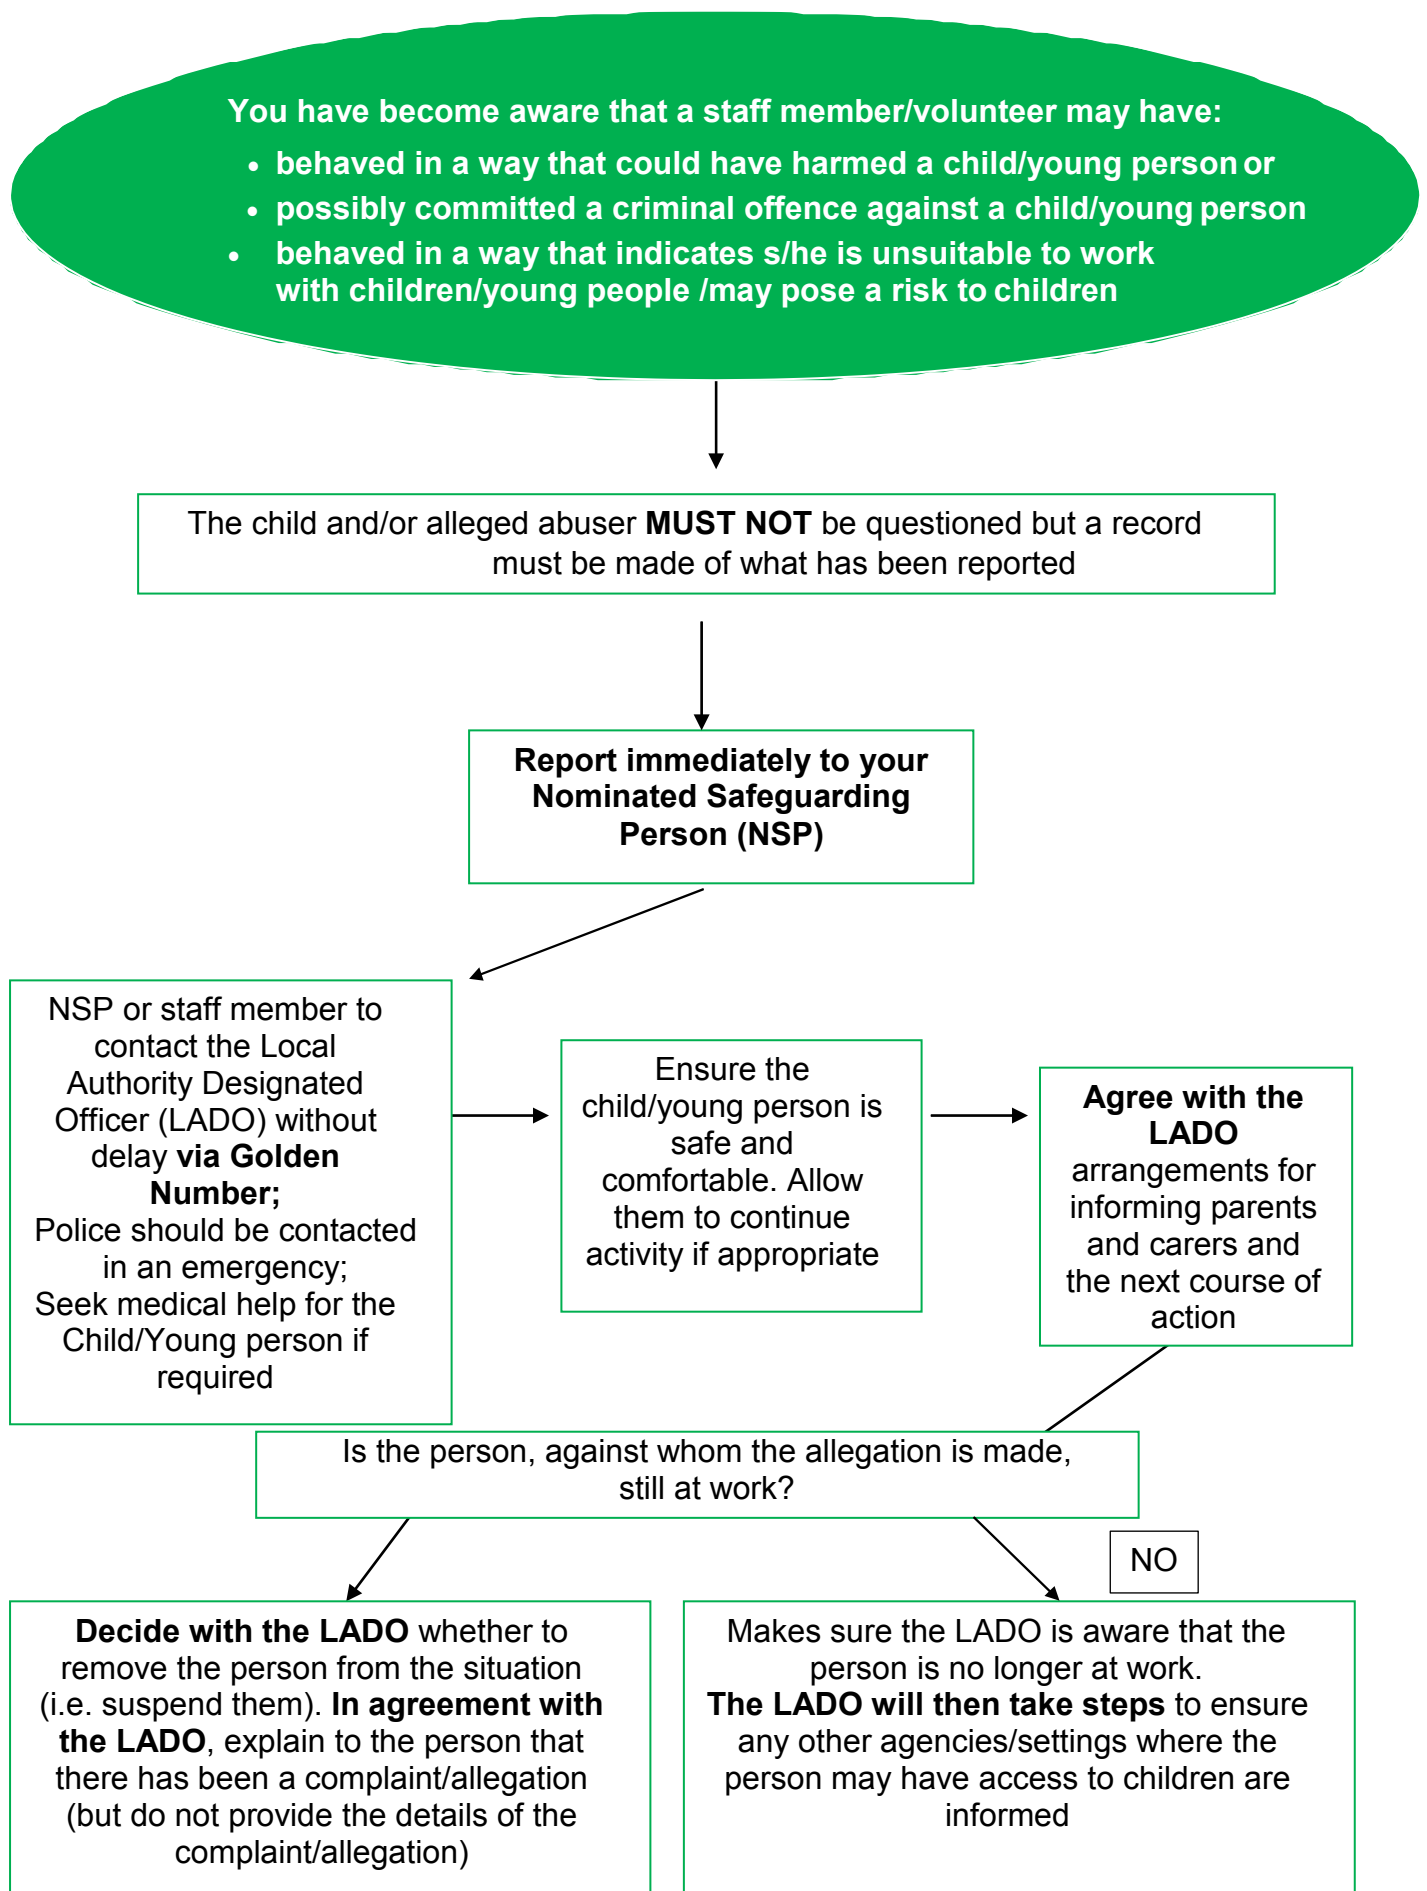 You have become aware that a staff member/volunteer may have:
• behaved in a way that could have harmed a child/young person or
• possibly committed a criminal offence against a child/young person
• behaved in a way that indicates s/he is unsuitable to work
with children/young people /may pose a risk to children
The child and/or alleged abuser MUST NOT be questioned but a record
must be made of what has been reported
Report immediately to your
Nominated Safeguarding
Person (NSP)
NSP or staff member to
contact the Local
Authority Designated
Officer (LADO) without
delay via Golden
Number;
Police should be contacted
in an emergency;
Seek medical help for the
Child/Young person if
required
Ensure the
child/young person is
safe and
comfortable. Allow
them to continue
activity if appropriate
Agree with the
LADO
arrangements for
informing parents
and carers and
the next course of
action
Is the person, against whom the allegation is made,
still at work?
NO
Decide with the LADO whether to
remove the person from the situation
(i.e. suspend them). In agreement with
the LADO, explain to the person that
there has been a complaint/allegation
(but do not provide the details of the
complaint/allegation)
Makes sure the LADO is aware that the
person is no longer at work.
The LADO will then take steps to ensure
any other agencies/settings where the
person may have access to children are
informed